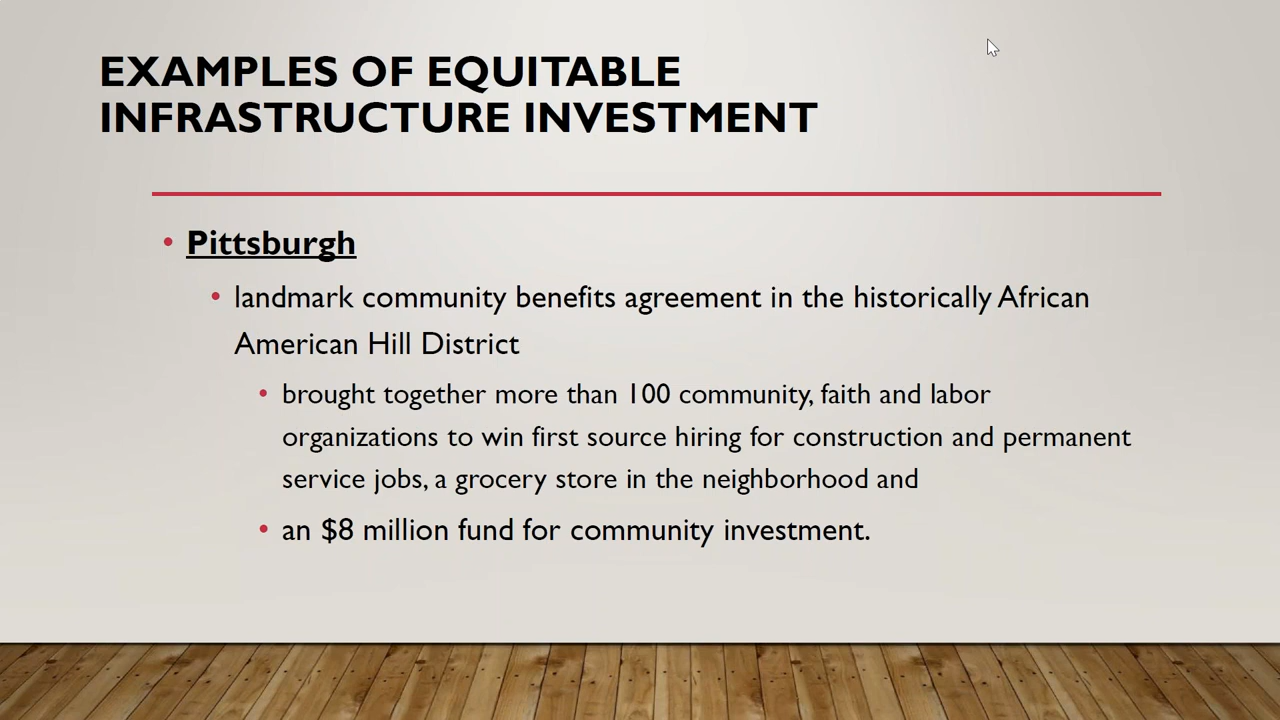 EXAMPLES OF EQUITABLE
INFRASTRUCTURE INVESTMENT
• Pittsburgh
• landmark community benefits agreement in the historically African
American Hill District
• brought together more than 100 community, faith and labor
organizations to win first source hiring for construction and permanent
service jobs, a grocery store in the neighborhood and
• an $8 million fund for community investment.